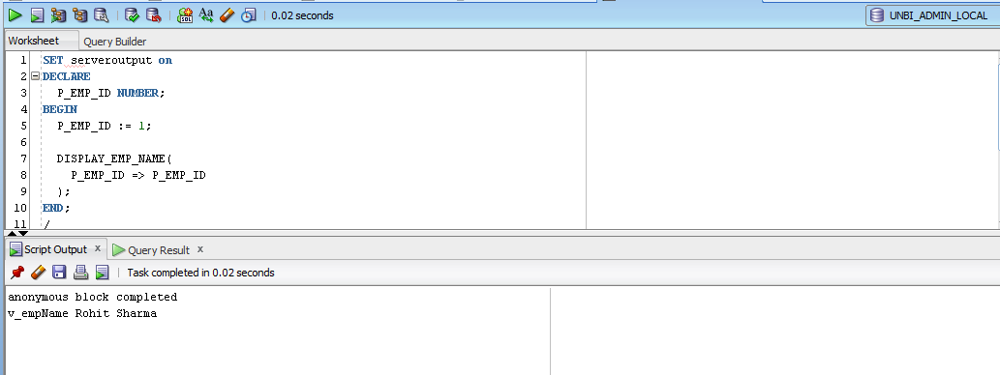 0.02 seconds
UNBI_ADMIN_LOCAL
Worksheet Query Builder
1 SET serveroutput on
2 DECLARE
3 P_EMP_ID NUMBER;
4 BEGIN
5 P_EMP_ID := 1;
6
7 DISPLAY_EMP_NAME(
8 P_EMP_ID => P_EMP_ID
9 );
10 END;
11 /
Script Output x Query Result x
Task completed in 0.02 seconds
anonymous block completed
v_empName Rohit Sharma